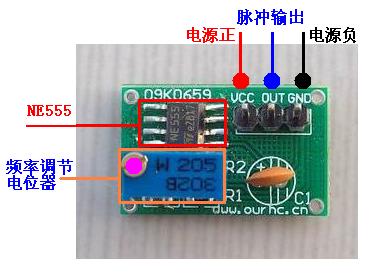 脉冲输出
电源正
电源负
09K0659
VCC OUT GND
NE555
NE555
频率调节
电位器
R2
R1
C1
www.ourhc.cn